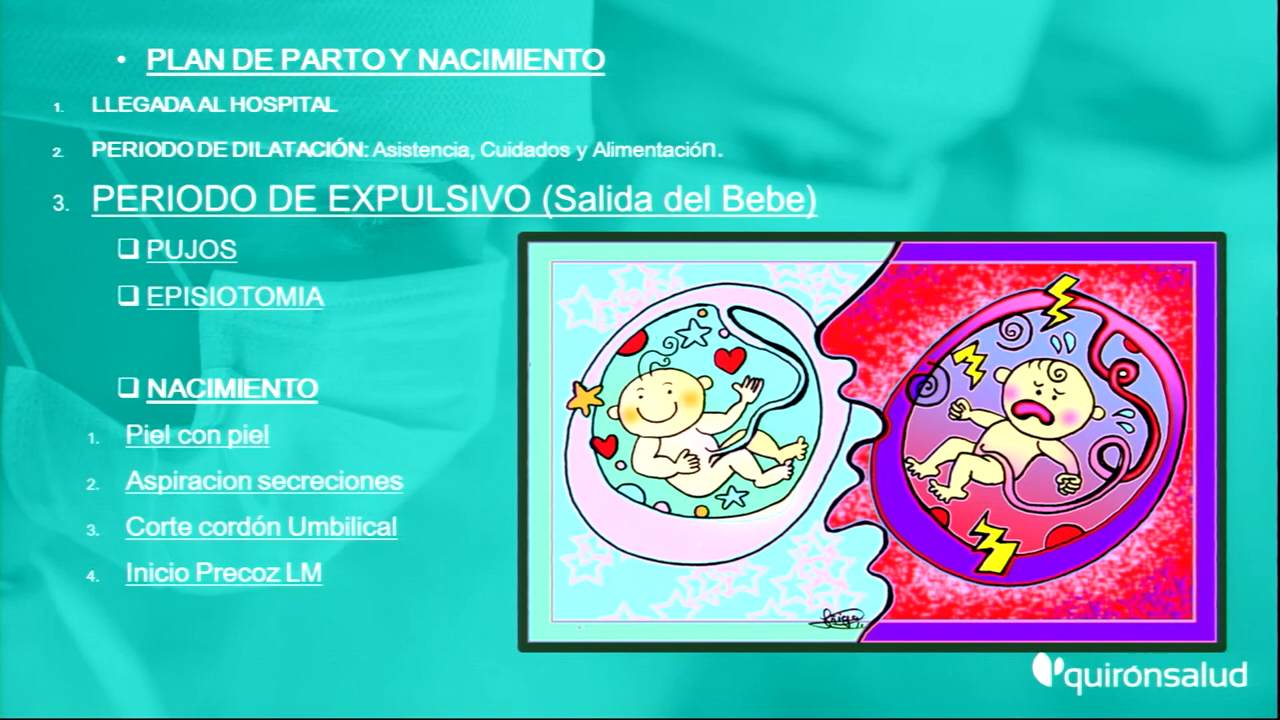 • PLAN DE PARTO Y NACIMIENTO
1. LLEGADA AL HOSPITAL
2. PERIODO DE DILATACIÓN: Asistencia, Cuidados y Alimentación.
3. PERIODO DE EXPULSIVO (Salida del Bebe)
❑ PUJOS
❑ EPISIOTOMIA
❑ NACIMIENTO
1. Piel con piel
2. Aspiracion secreciones
3. Corte cordón Umbilical
4. Inicio Precoz LM
quirónsalud